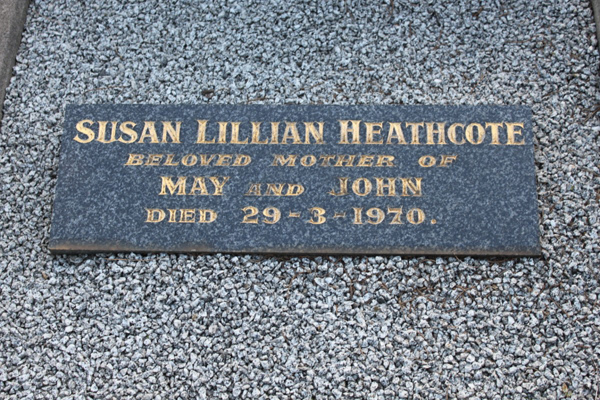 SUSAN LILLIAN HEATHCOTE
BELOVED MOTHER OF
MAY AND JOHN
DIED 29-3-1970.